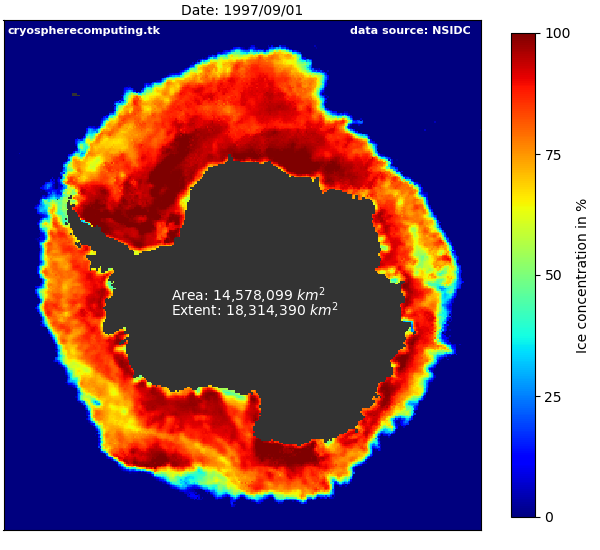 Date: 1997/09/01
cryospherecomputing.tk
data source: NSIDC
100
75
50
25
0
Ice concentration in %
Area: 14,578,099 km²
Extent: 18,314,390 km²